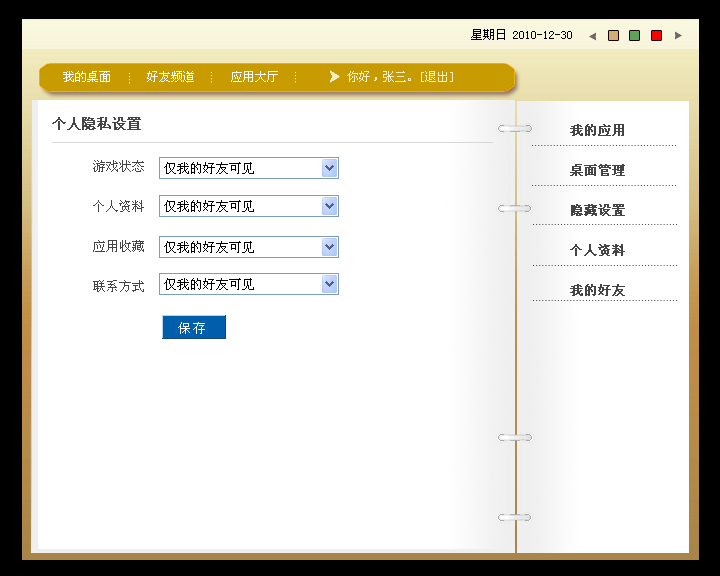 星期日 2010-12-30
我的桌面 好友频道 应用大厅 你好，张三。[退出]
个人隐私设置
游戏状态 仅我的好友可见
个人资料 仅我的好友可见
应用收藏 仅我的好友可见
联系方式 仅我的好友可见
保存
我的应用
桌面管理
隐藏设置
个人资料
我的好友